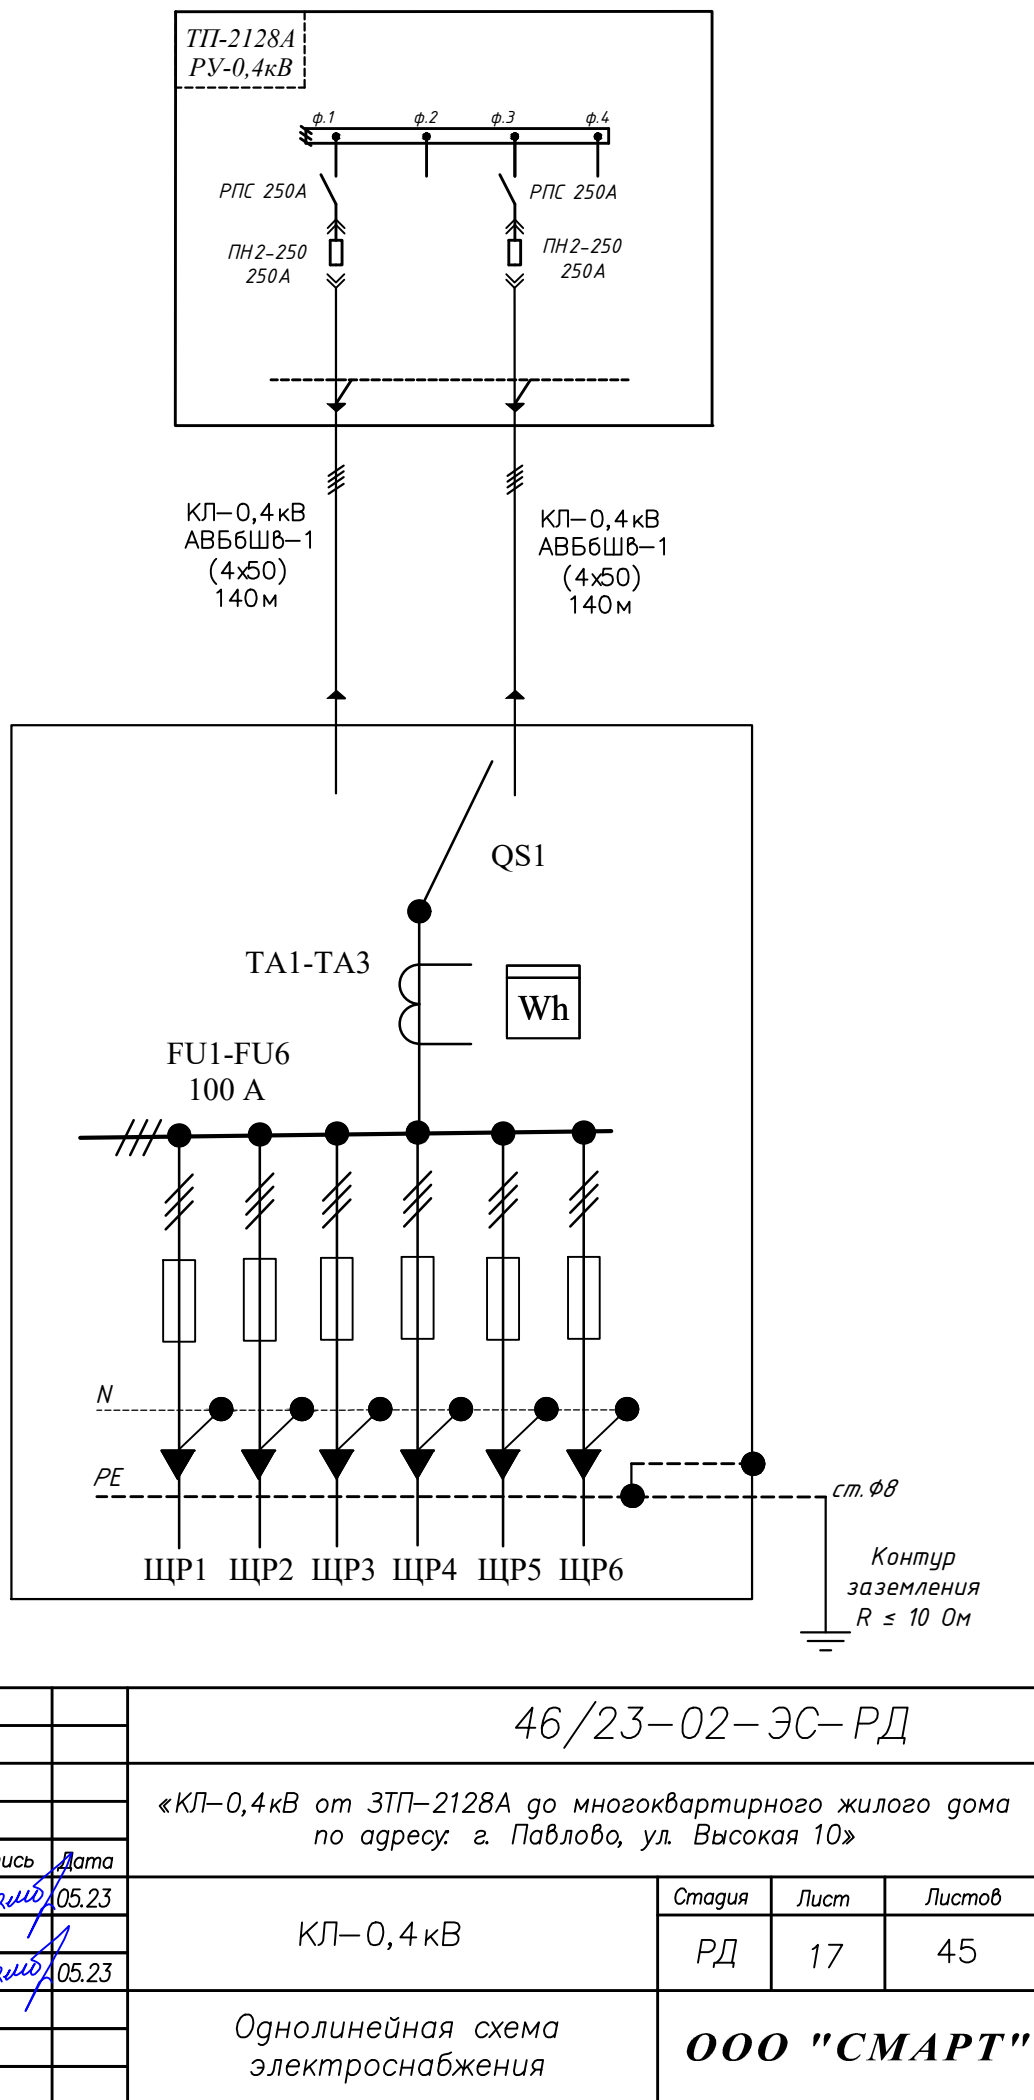 ТП-2128А
РУ-0,4кВ
ф.1
ф.2
ф.3
ф.4
РПС 250А
РПС 250А
ПН2-250
250А
ПН2-250
250А
КЛ-0,4кВ
АВБбШв-1
(4х50)
140м
КЛ-0,4кВ
АВБбШв-1
(4х50)
140м
QS1
TA1-TA3
Wh
FU1-FU6
100 А
N
PE
ст.Ф8
ЩР1 ЩР2 ЩР3 ЩР4 ЩР5 ЩР6
Контур
заземления
R ≤ 10 Ом
46/23-02-ЭС-РД
«КЛ-0,4кВ от ЗТП-2128А до многоквартирного жилого дома
по адресу: г. Павлово, ул. Высокая 10»
Дата
05.23
05.23
КЛ-0,4кВ
Стадия Лист Листов
РД 17 45
Однолинейная схема
электроснабжения
ООО "СМАРТ"